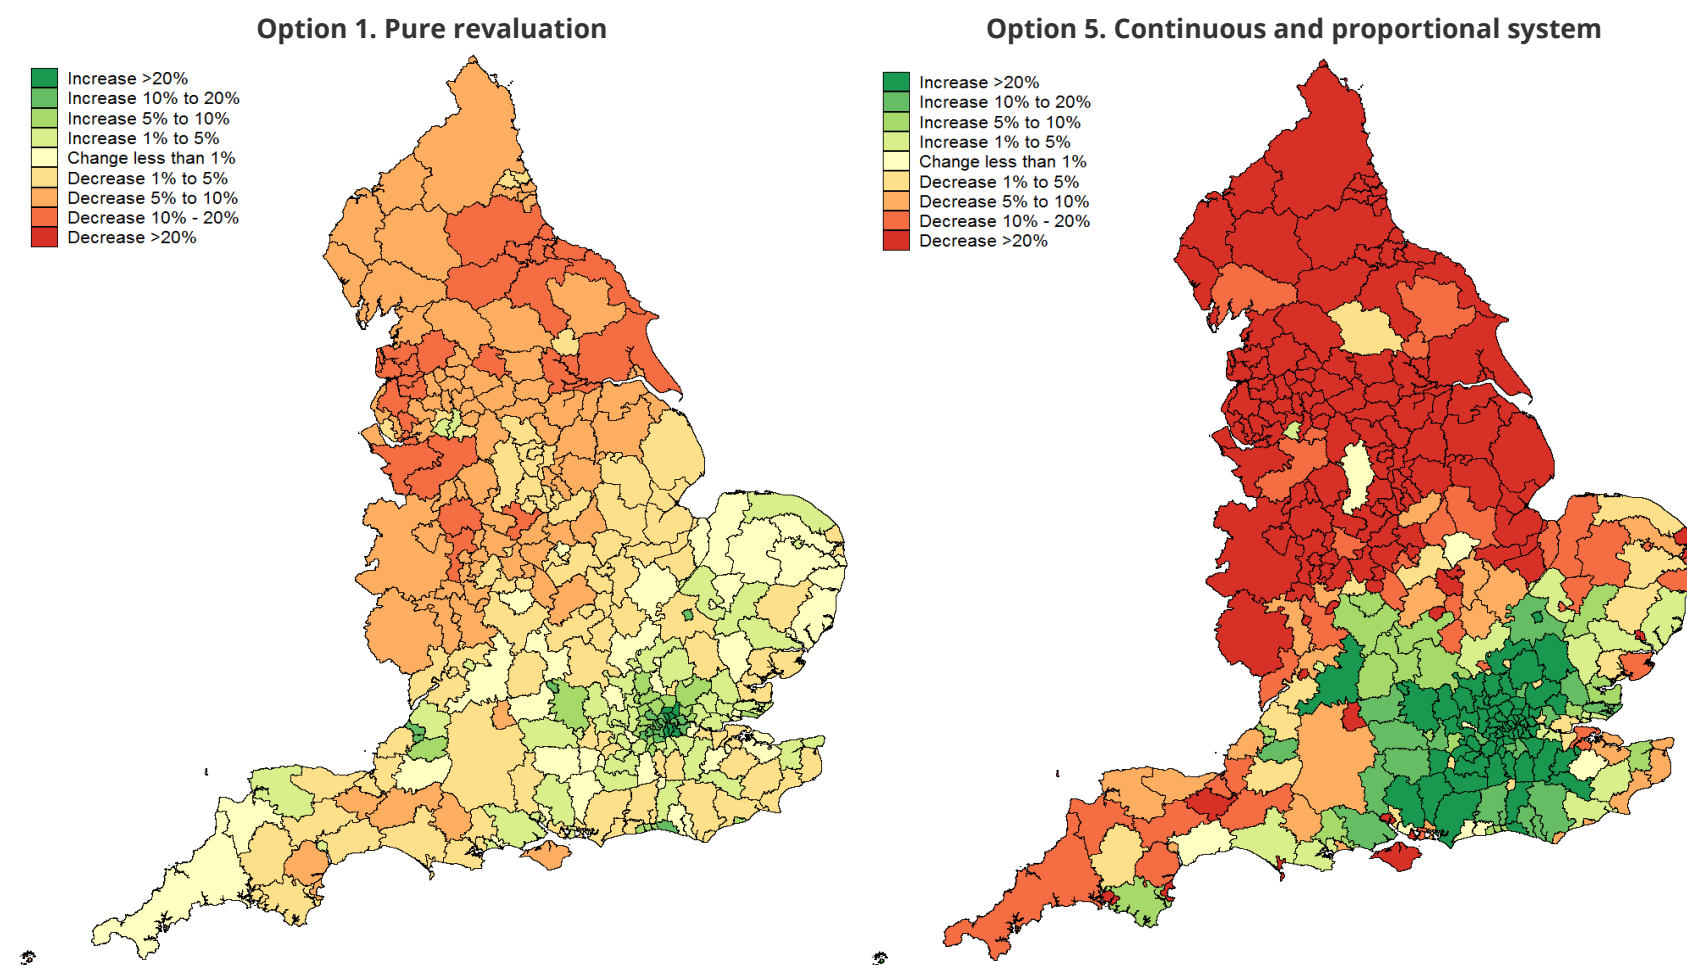 Option 1. Pure revaluation
Increase >20%
Increase 10% to 20%
Increase 5% to 10%
Increase 1% to 5%
Change less than 1%
Decrease 1% to 5%
Decrease 5% to 10%
Decrease 10% - 20%
Decrease >20%
Option 5. Continuous and proportional system
Increase >20%
Increase 10% to 20%
Increase 5% to 10%
Increase 1% to 5%
Change less than 1%
Decrease 1% to 5%
Decrease 5% to 10%
Decrease 10% - 20%
Decrease >20%